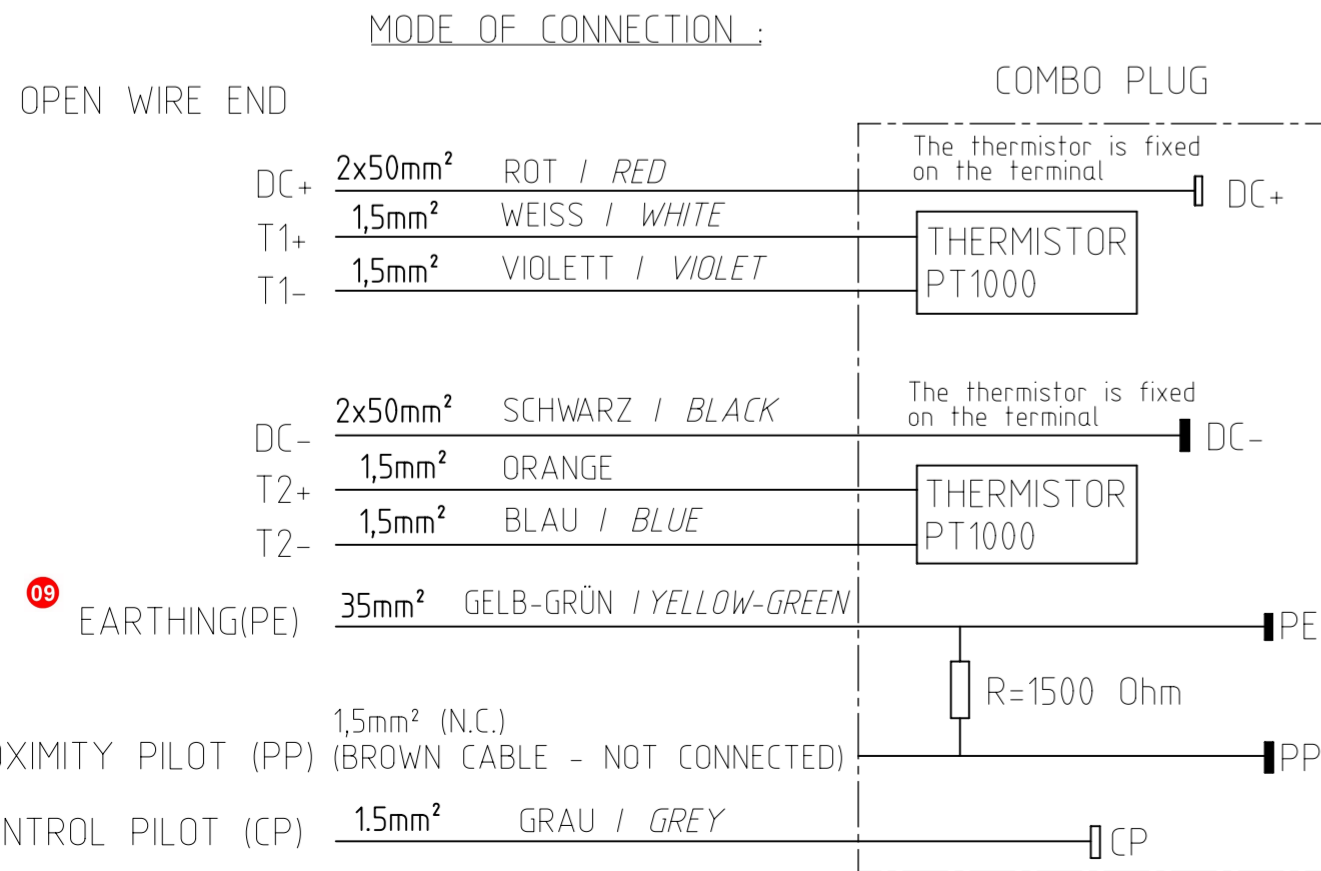 MODE OF CONNECTION :
OPEN WIRE END
COMBO PLUG
The thermistor is fixed
on the terminal
DC+ 2x50mm² ROT / RED DC+
T1+ 1,5mm² WEISS / WHITE
T1- 1,5mm² VIOLETT / VIOLET
THERMISTOR
PT1000
The thermistor is fixed
on the terminal
DC- 2x50mm² SCHWARZ / BLACK DC-
T2+ 1,5mm² ORANGE
T2- 1,5mm² BLAU / BLUE
THERMISTOR
PT1000
09
EARTHING(PE) 35mm² GELB-GRÜN / YELLOW-GREEN PE
R=1500 Ohm
1,5mm² (N.C.)
OXIMITY PILOT (PP) (BROWN CABLE - NOT CONNECTED) PP
NTROL PILOT (CP) 1.5mm² GRAU / GREY CP